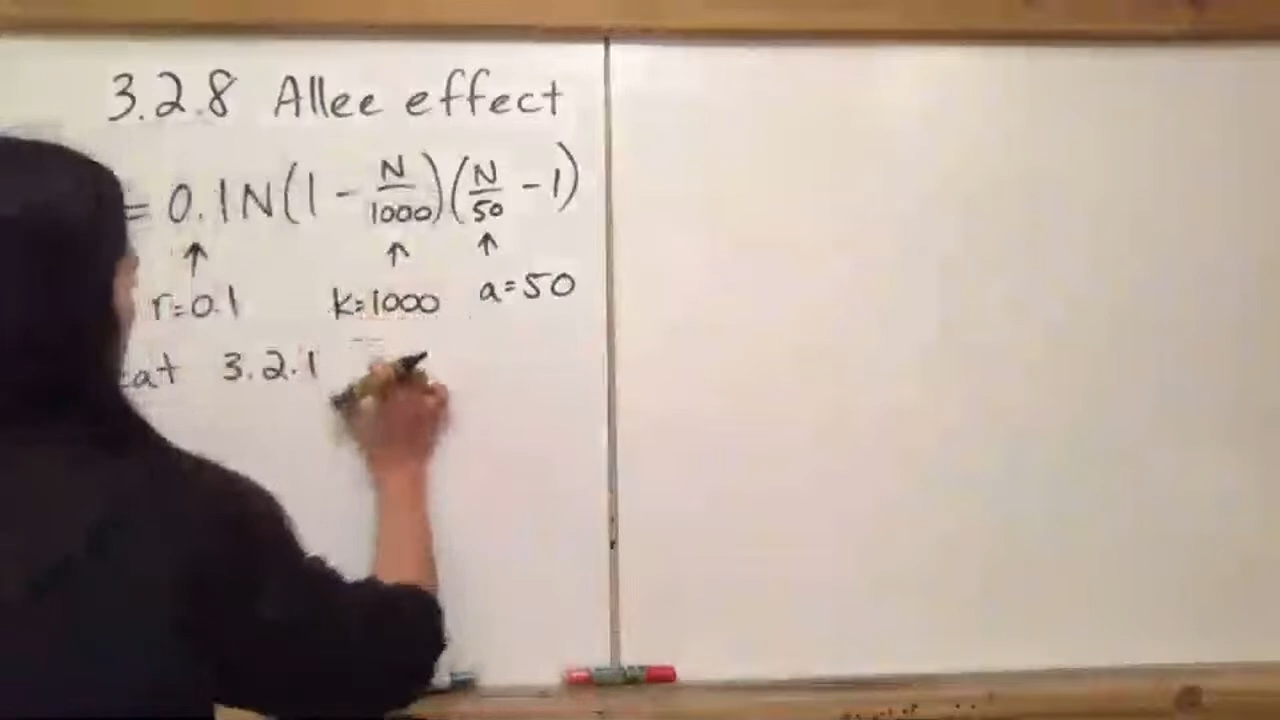 3.2.8 Allee effect
= 0.1N(1 - N/1000)(N/50 - 1)
↑ ↑ ↑
r=0.1 k=1000 a=50
at 3.2.1